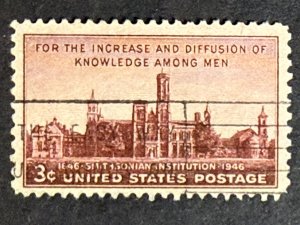 FOR THE INCREASE AND DIFFUSION OF
KNOWLEDGE AMONG MEN
1846·SMITHSONIAN INSTITUTION·1946
3¢ UNITED STATES POSTAGE